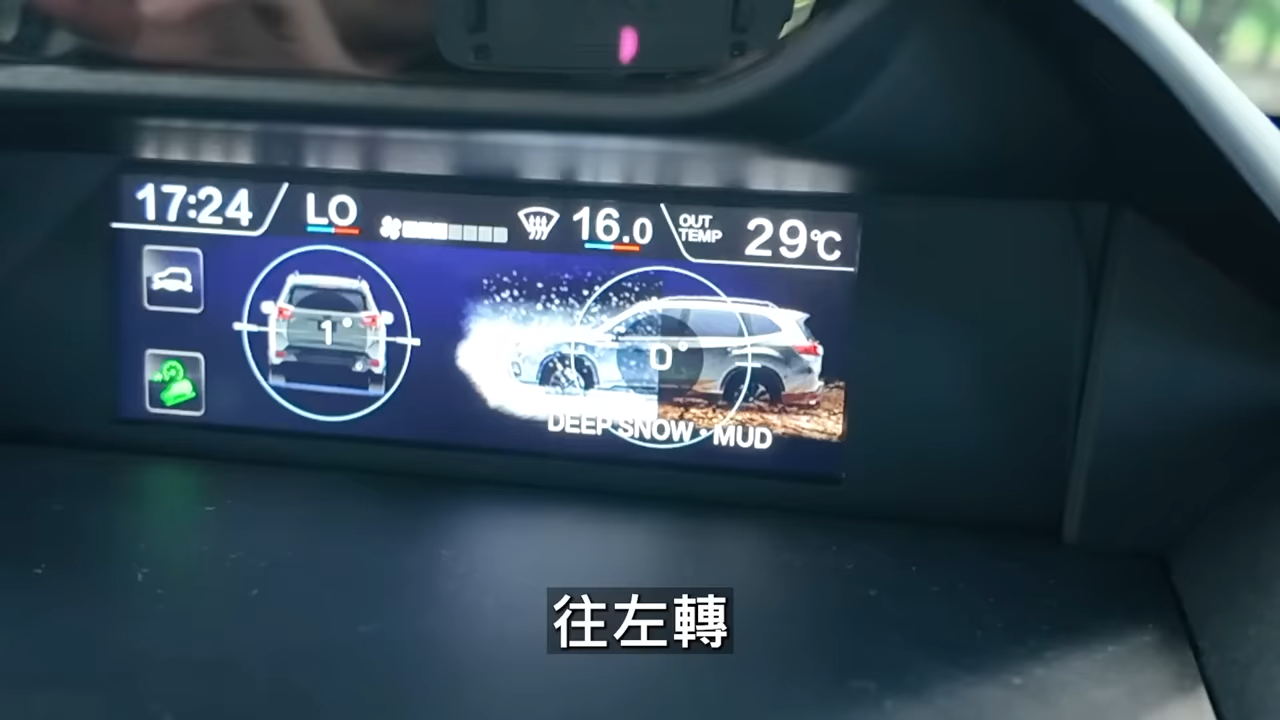 17:24
LO
16.0
OUT
TEMP
29℃
1°
0°
DEEP SNOW・MUD
往左轉